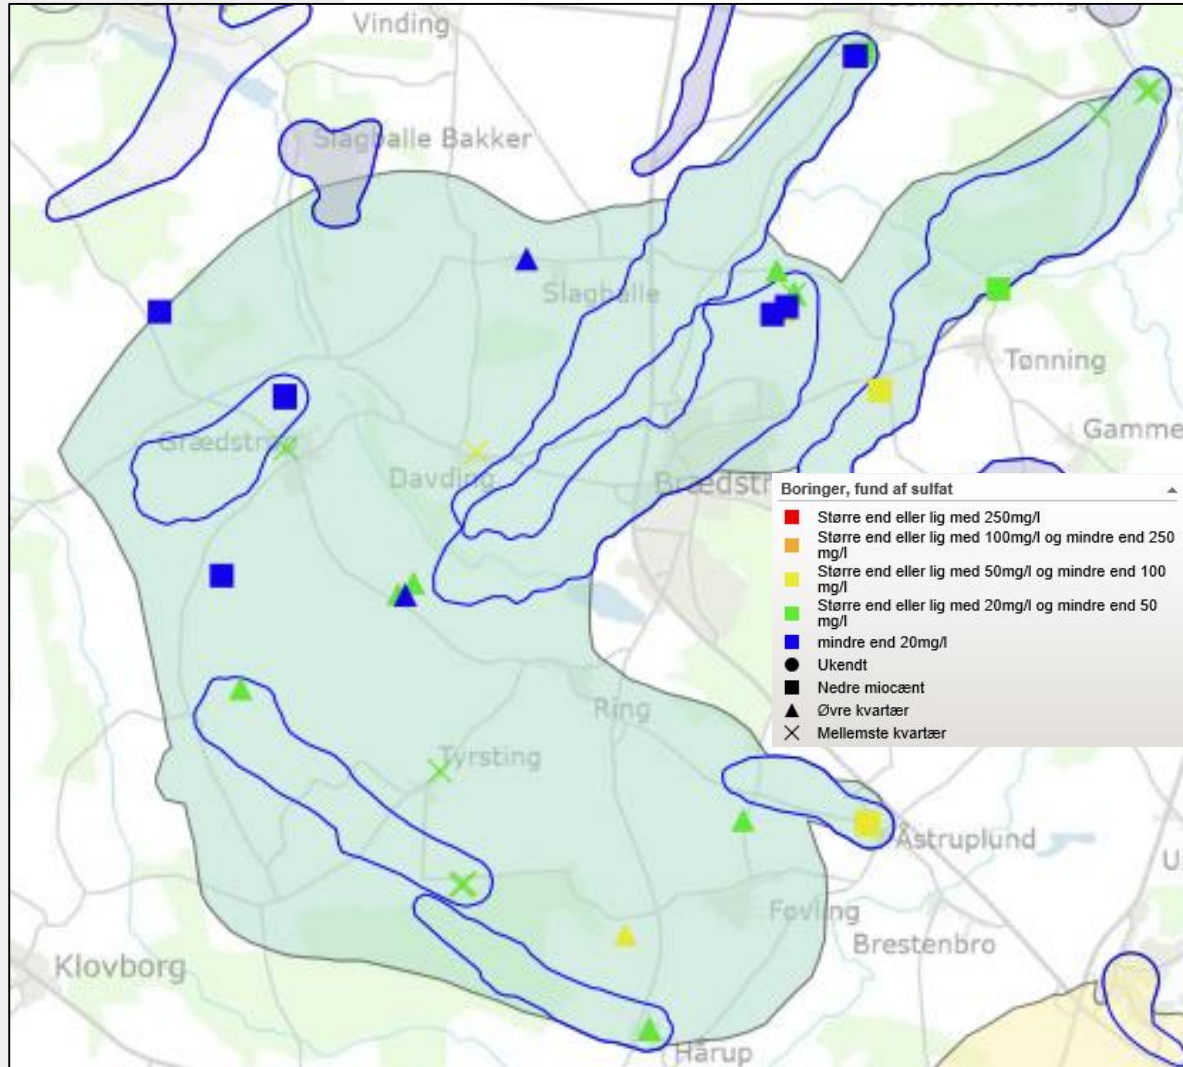 Vinding
Slagballe Bakker
Slagballe
Tønning
Grædstrup
Davding
Gamme
Brædst
Boringer, fund af sulfat
Større end eller lig med 250mg/l
Større end eller lig med 100mg/l og mindre end 250
mg/l
Større end eller lig med 50mg/l og mindre end 100
mg/l
Større end eller lig med 20mg/l og mindre end 50
mg/l
mindre end 20mg/l
Ukendt
Nedre miocænt
Øvre kvartær
Mellemste kvartær
Ring
Tyrsting
Åstruplund
Føvling
Brestenbro
Klovborg
Hårup